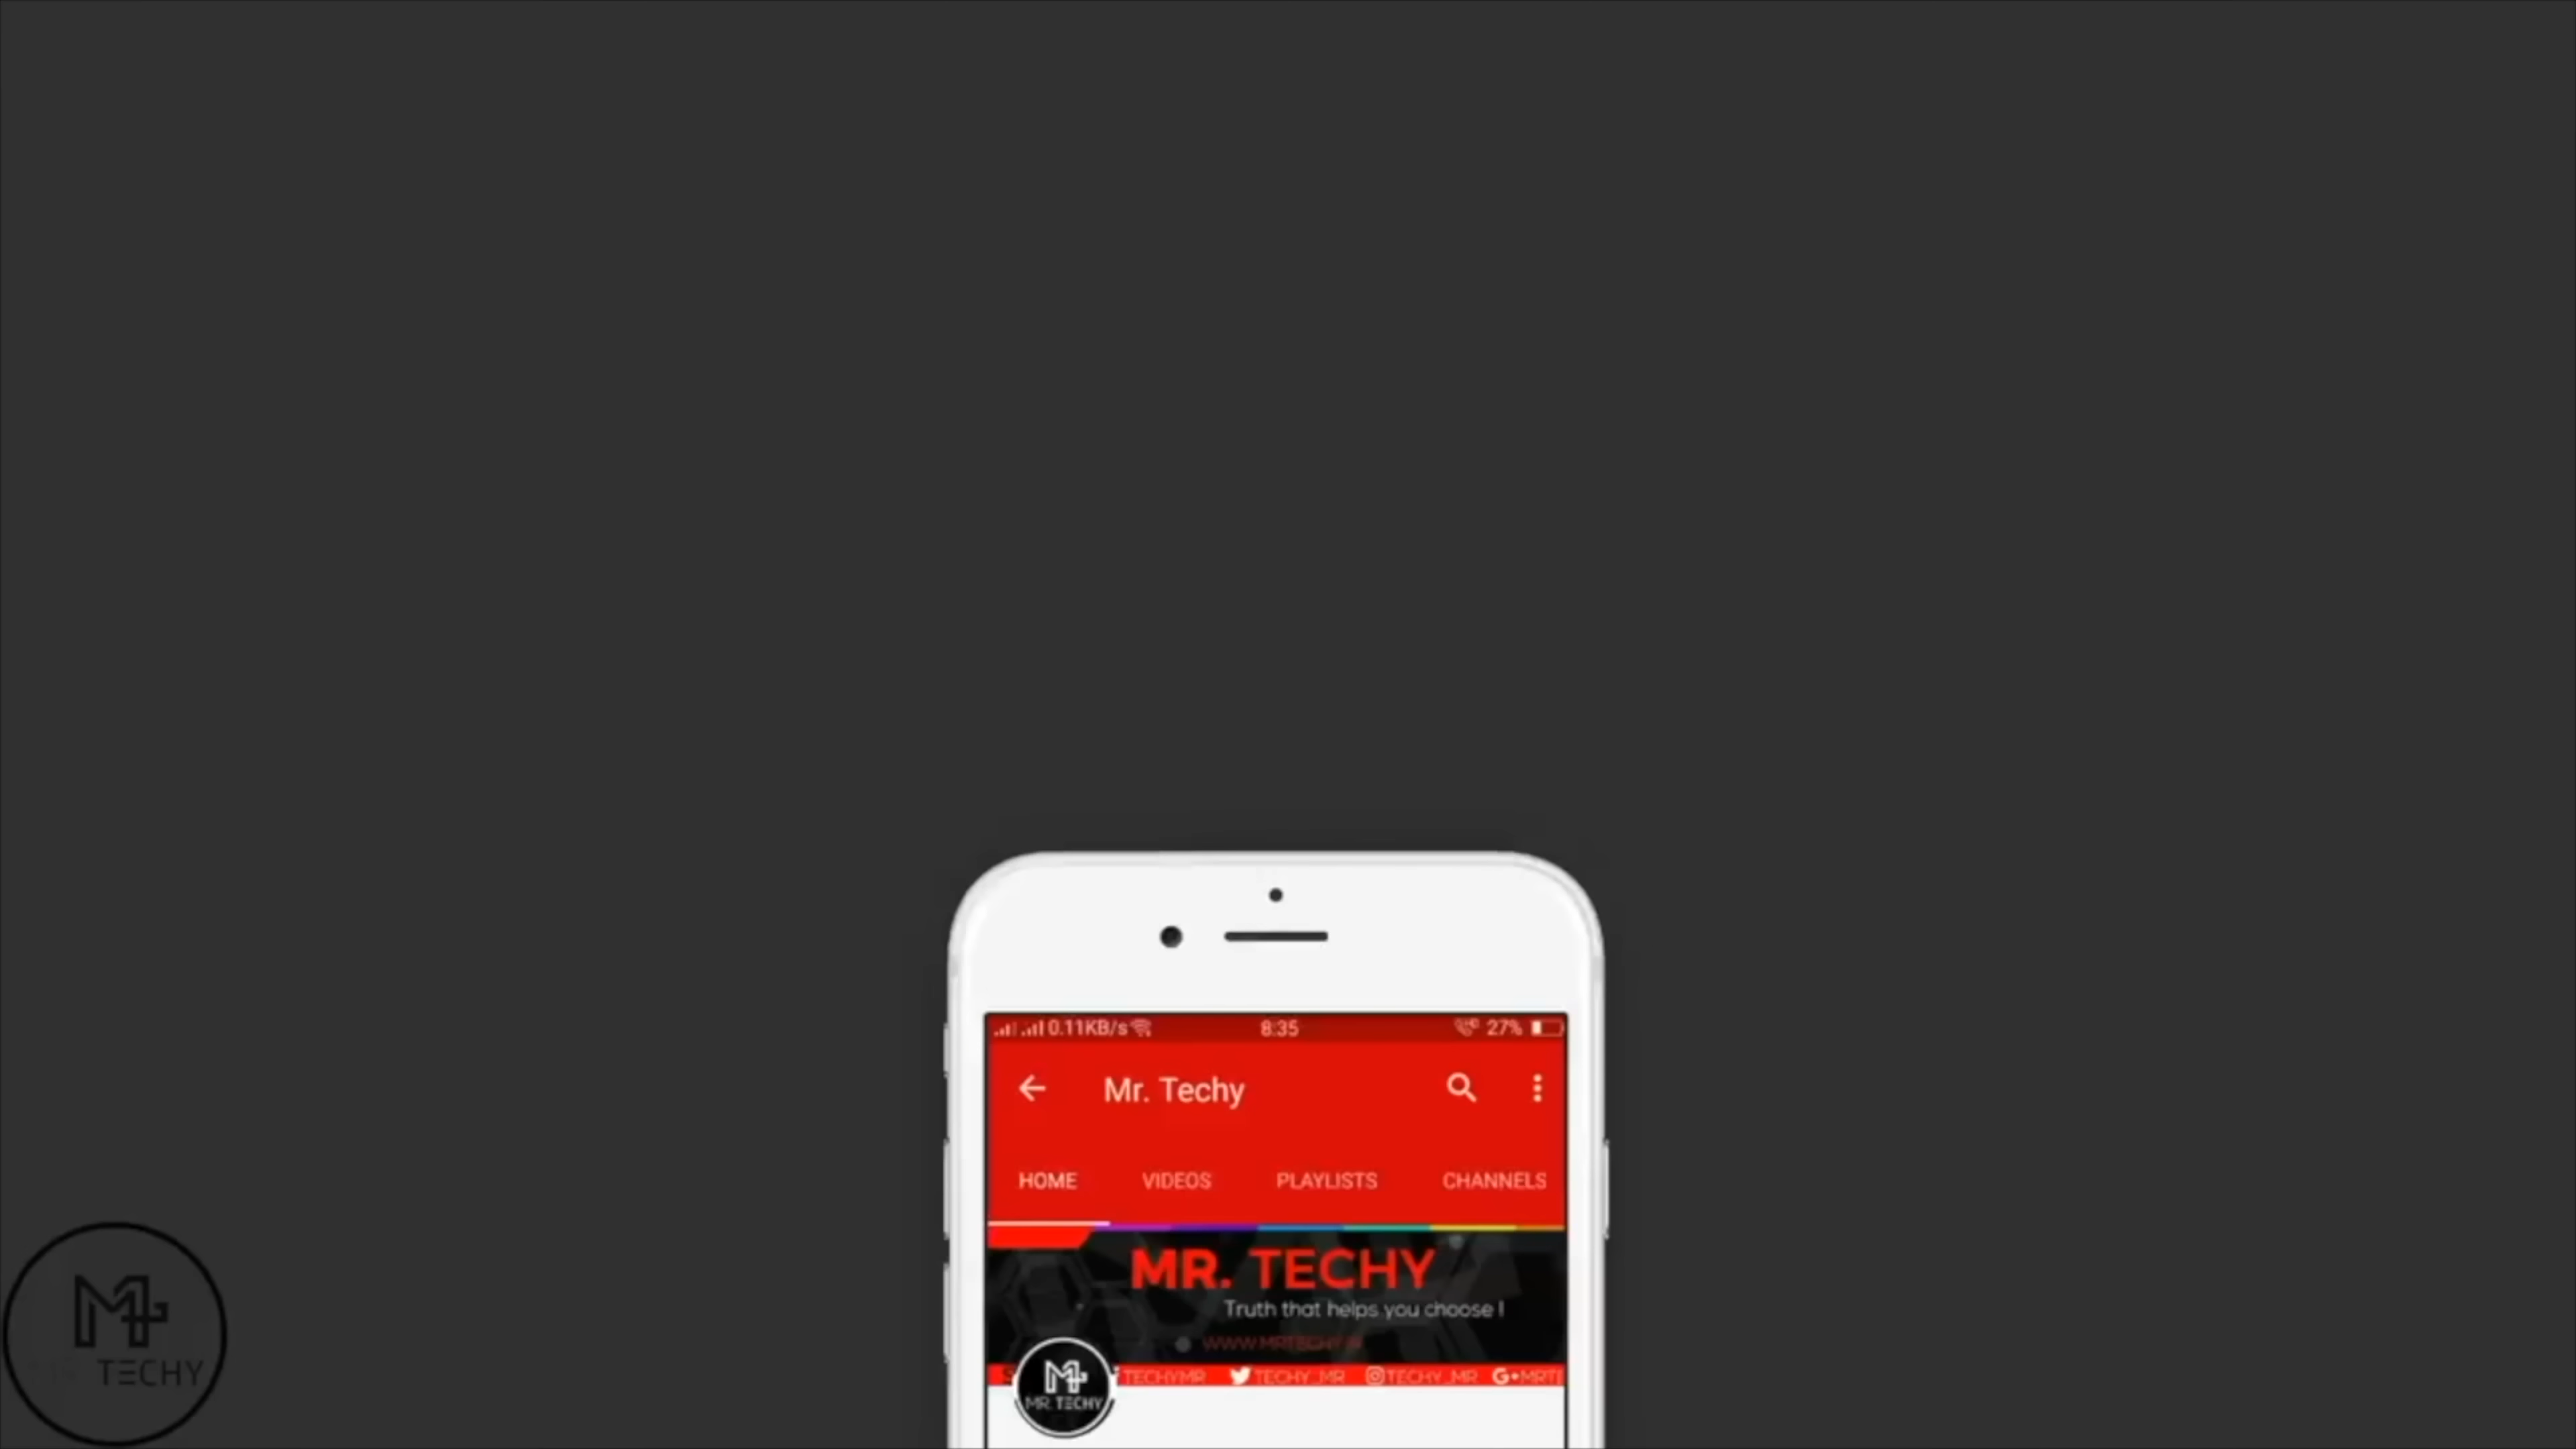 0.11KB/s 8:35 27%
Mr. Techy
HOME VIDEOS PLAYLISTS CHANNELS
MR. TECHY
Truth that helps you choose !
TECHYMR TECHY_MR TECHY_MR G+ MRTE
MR. TECHY
TECHY